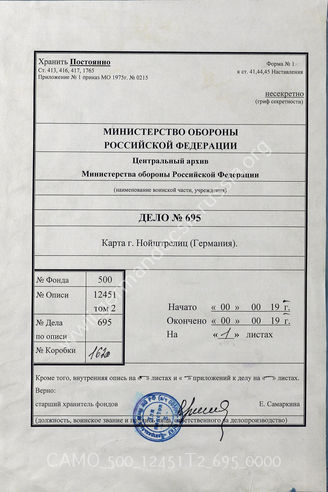 Хранить Постоянно
Ст. 413, 416, 417, 1765
Приложение № 1 приказ МО 1975г. № 0215
Форма № 1
к ст. 41,44,45 Наставления
несекретно
(гриф секретности)
МИНИСТЕРСТВО ОБОРОНЫ
РОССИЙСКОЙ ФЕДЕРАЦИИ
Центральный архив
Министерства обороны Российской Федерации
(наименование воинской части, учреждения)
ДЕЛО № 695
Карта г. Нойштрелиц (Германия).
№ Фонда 500
№ Описи 12451
том 2
№ Дела 695
по описи
№ Коробки
Начато « 00 » 00 19 г.
Окончено « 00 » 00 19 г.
На « 1 » листах
Кроме того, внутренняя опись на « » листах и « » приложений к делу на листах.
Верно:
старший хранитель фондов Е. Самаркина
(должность, воинское звание и подпись ответственного за делопроизводство)
CAMO_500_12451T2_695_0000